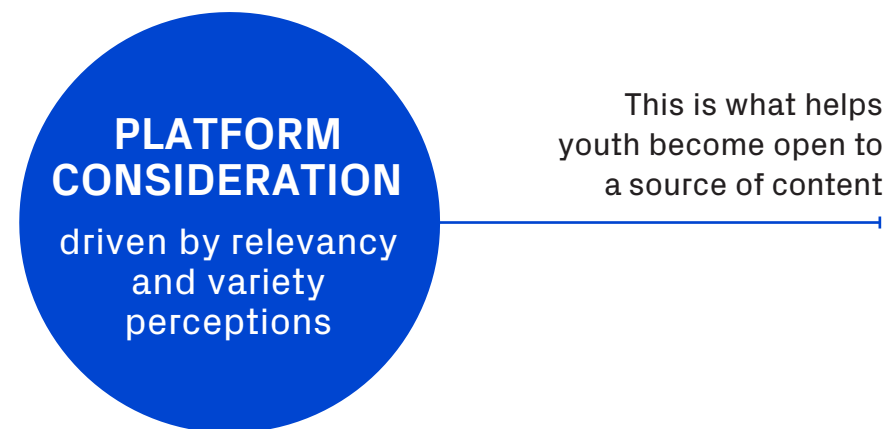 PLATFORM
CONSIDERATION
driven by relevancy
and variety
perceptions
This is what helps
youth become open to
a source of content